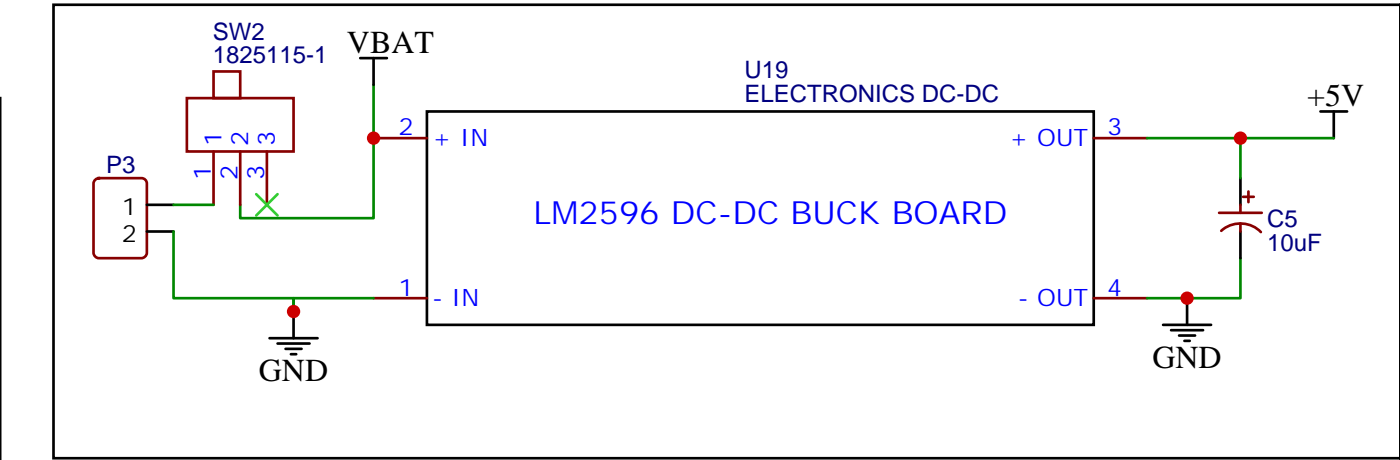 SW2
1825115-1
VBAT
U19
ELECTRONICS DC-DC
+5V
1 2 3
1 2 3
P3
1
2
2
+ IN
+ OUT
3
LM2596 DC-DC BUCK BOARD
+
C5
10uF
1
- IN
- OUT
4
GND
GND